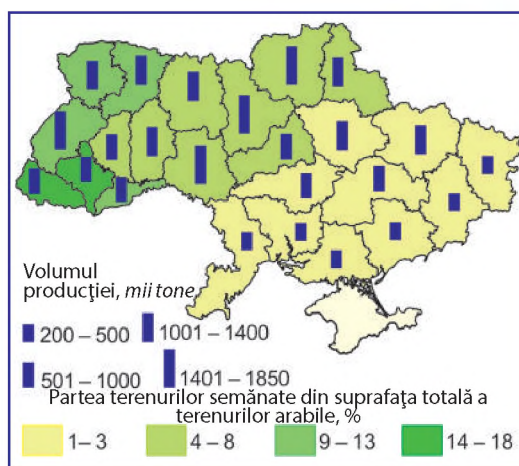 Volumul
producţiei, mii tone
200 – 500
1001 – 1400
501 – 1000
1401 – 1850
Partea terenurilor semănate din suprafaţa totală a
terenurilor arabile, %
1– 3
4 – 8
9 – 13
14 – 18